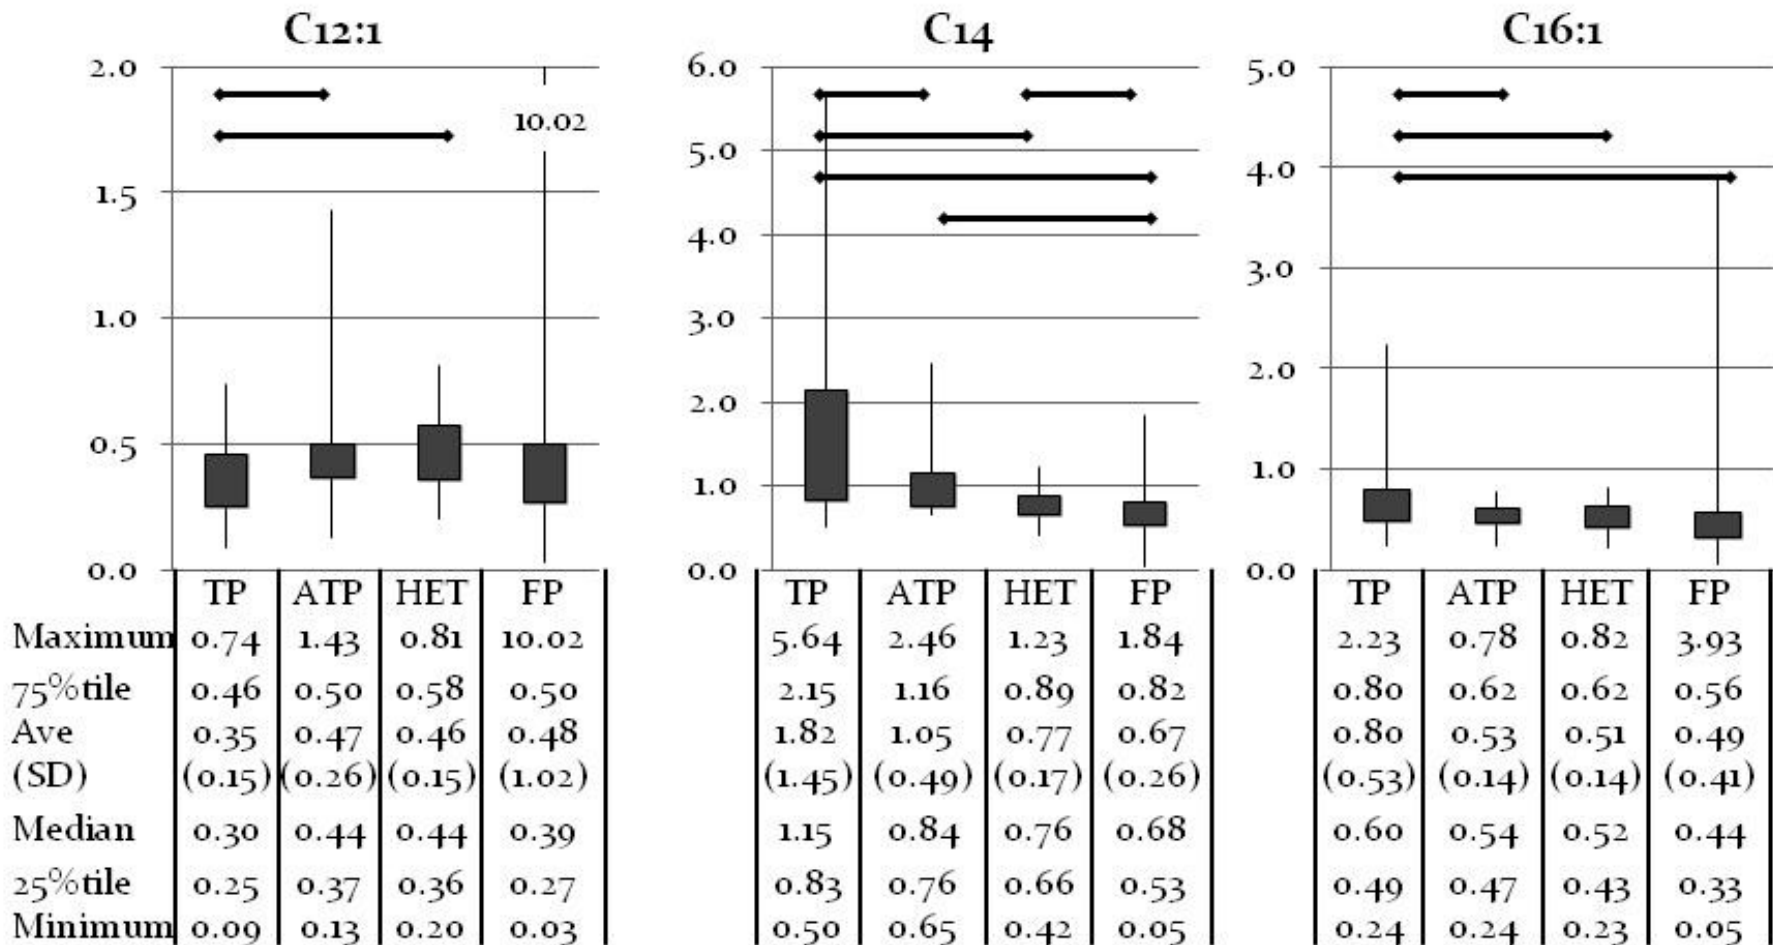 C12:1 C14 C16:1
2.0 6.0 5.0
10.02
5.0
1.5 4.0
4.0
3.0
1.0 3.0
2.0
2.0
0.5
1.0 1.0
0.0 0.0 0.0
TP ATP HET FP TP ATP HET FP TP ATP HET FP
Maximum 0.74 1.43 0.81 10.02 5.64 2.46 1.23 1.84 2.23 0.78 0.82 3.93
75%tile 0.46 0.50 0.58 0.50 2.15 1.16 0.89 0.82 0.80 0.62 0.62 0.56
Ave 0.35 0.47 0.46 0.48 1.82 1.05 0.77 0.67 0.80 0.53 0.51 0.49
(SD) (0.15) (0.26) (0.15) (1.02) (1.45) (0.49) (0.17) (0.26) (0.53) (0.14) (0.14) (0.41)
Median 0.30 0.44 0.44 0.39 1.15 0.84 0.76 0.68 0.60 0.54 0.52 0.44
25%tile 0.25 0.37 0.36 0.27 0.83 0.76 0.66 0.53 0.49 0.47 0.43 0.33
Minimum 0.09 0.13 0.20 0.03 0.50 0.65 0.42 0.05 0.24 0.24 0.23 0.05